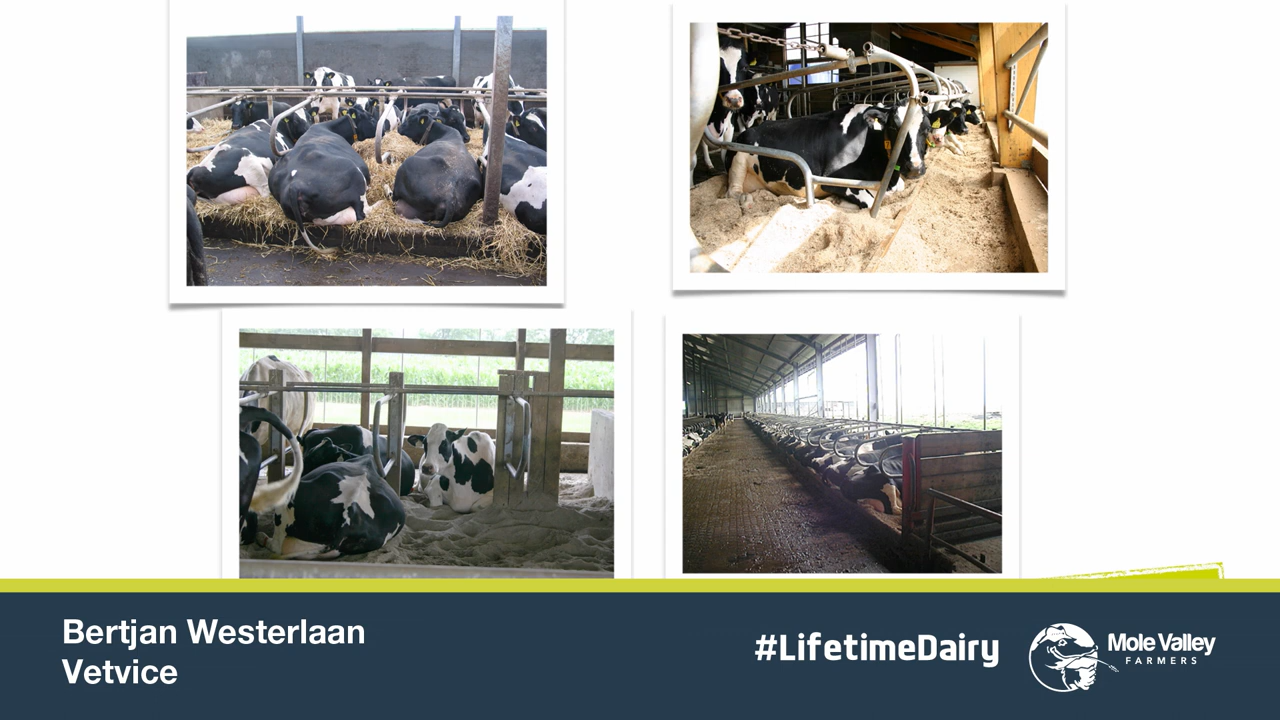 Bertjan Westerlaan
Vetvice
#LifetimeDairy
Mole Valley
FARMERS